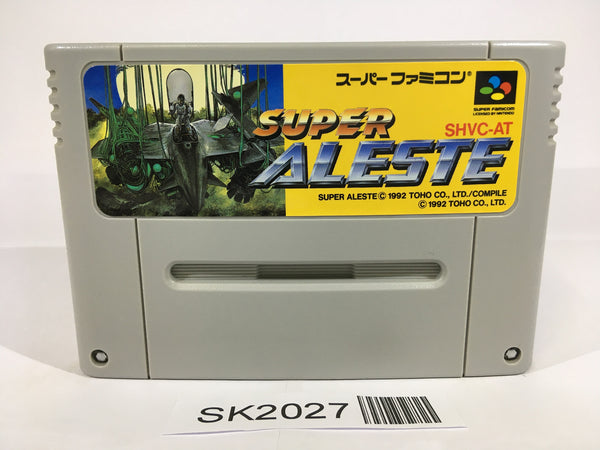 スーパーファミコン®
SUPER FAMICOM
LICENSED BY NINTENDO
SUPER
SHVC-AT
ALESTE
SUPER ALESTE © 1992 TOHO CO., LTD./COMPILE
© 1992 TOHO CO., LTD.
SK2027